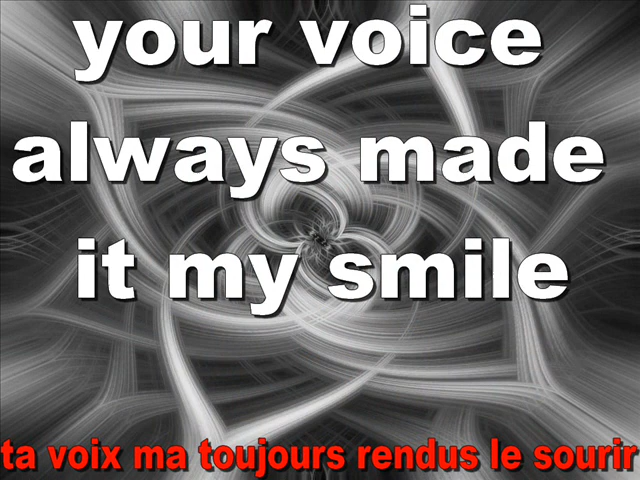 your voice
always made
it my smile
ta voix ma toujours rendus le sourir